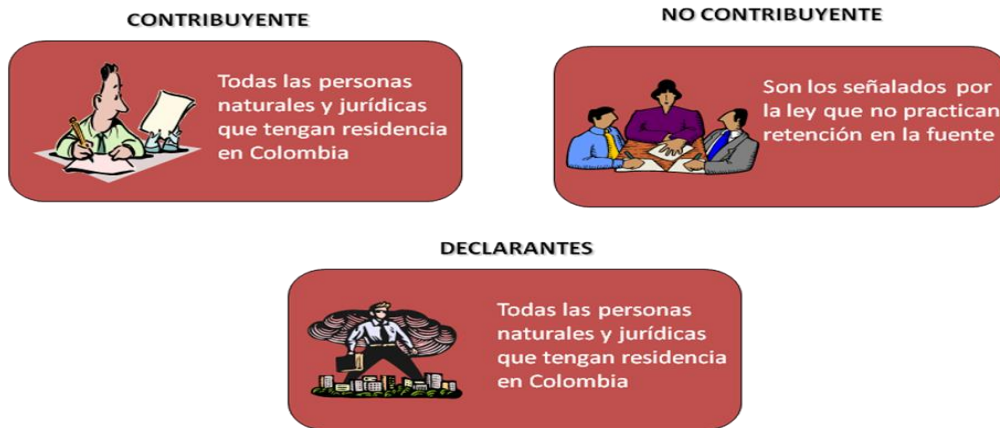 CONTRIBUYENTE
Todas las personas
naturales y jurídicas
que tengan residencia
en Colombia
NO CONTRIBUYENTE
Son los señalados por
la ley que no practican
retención en la fuente
DECLARANTES
Todas las personas
naturales y jurídicas
que tengan residencia
en Colombia